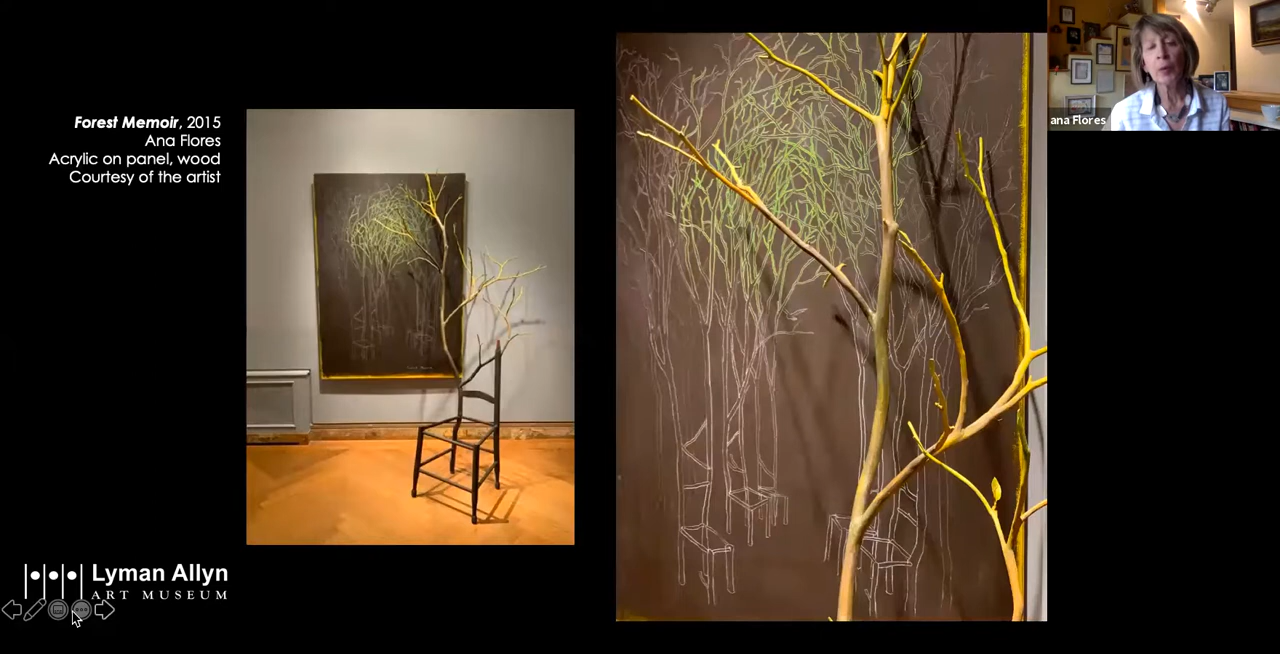 Forest Memoir, 2015
Ana Flores
Acrylic on panel, wood
Courtesy of the artist
ana Flores
Lyman Allyn
ART MUSEUM